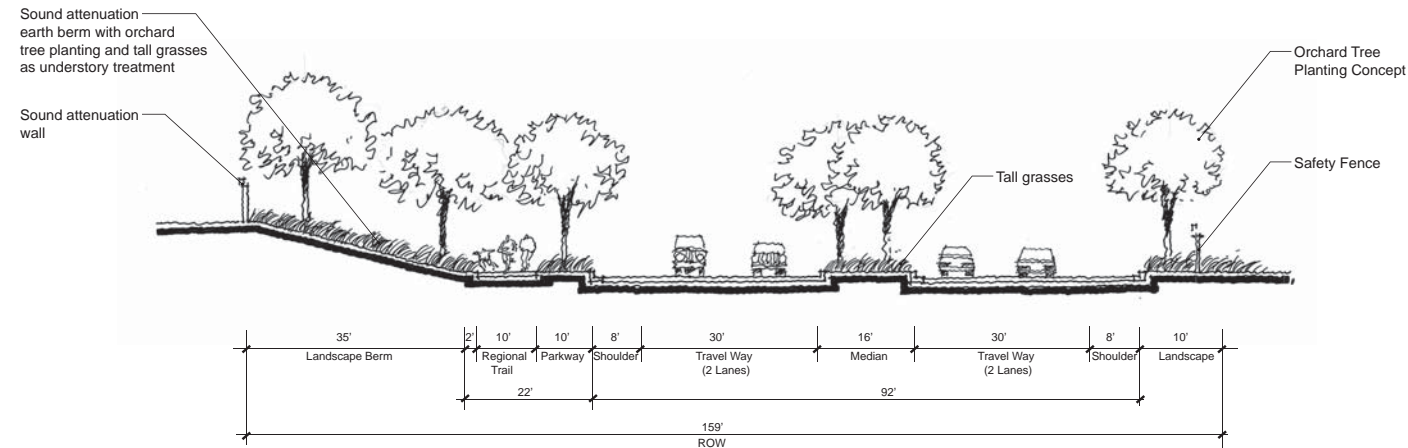 Sound attenuation
earth berm with orchard
tree planting and tall grasses
as understory treatment
Sound attenuation
wall
Orchard Tree
Planting Concept
Safety Fence
Tall grasses
35’ 2’ 10’ 10’ 8’ 30’ 16’ 30’ 8’ 10’
Landscape Berm Regional Parkway Shoulder Travel Way Median Travel Way Shoulder Landscape
Trail (2 Lanes) (2 Lanes)
22’ 92’
159’
ROW